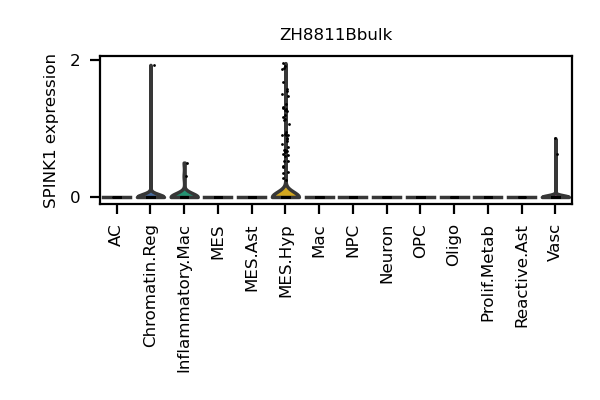 ZH8811Bbulk
SPINK1 expression
2
0
AC
Chromatin.Reg
Inflammatory.Mac
MES
MES.Ast
MES.Hyp
Mac
NPC
Neuron
OPC
Oligo
Prolif.Metab
Reactive.Ast
Vasc